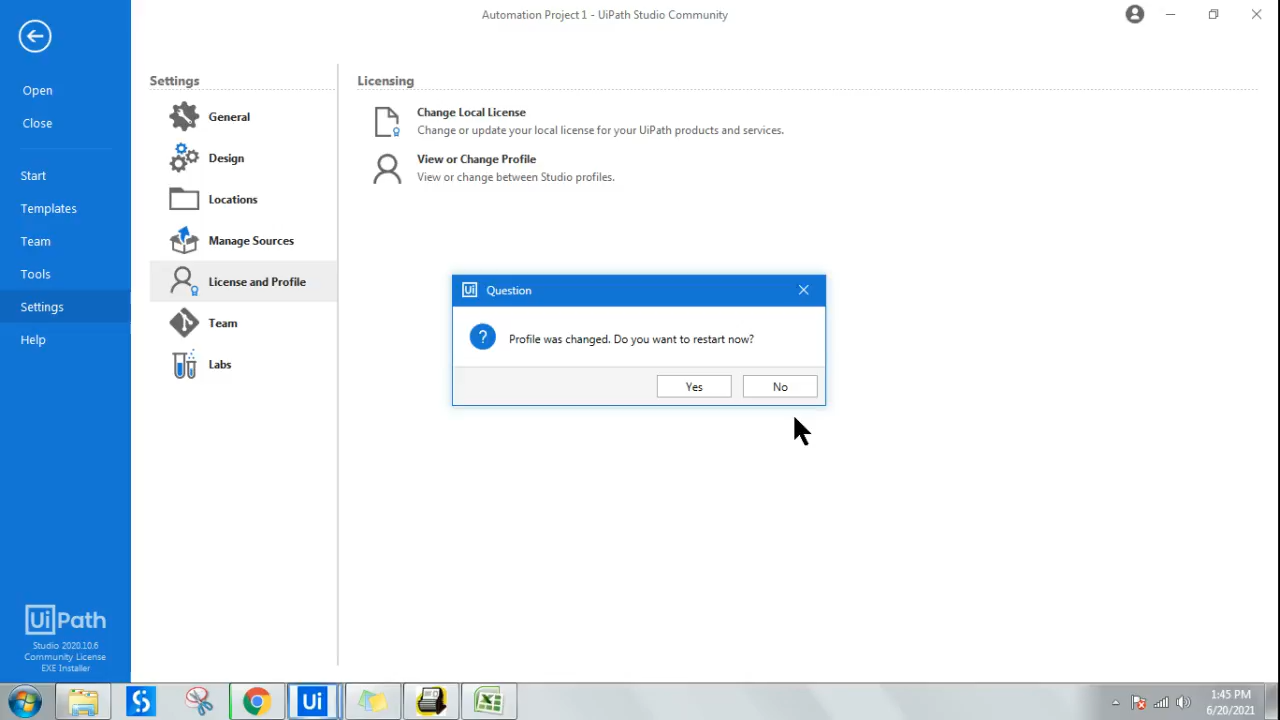 Automation Project 1 - UiPath Studio Community
Open
Close
Start
Templates
Team
Tools
Settings
Help
Settings
General
Design
Locations
Manage Sources
License and Profile
Team
Labs
Licensing
Change Local License
Change or update your local license for your UiPath products and services.
View or Change Profile
View or change between Studio profiles.
Ui Question
? Profile was changed. Do you want to restart now?
Yes No
UiPath
Studio 2020.10.6
Community License
EXE Installer
Ui
1:45 PM
6/20/2021